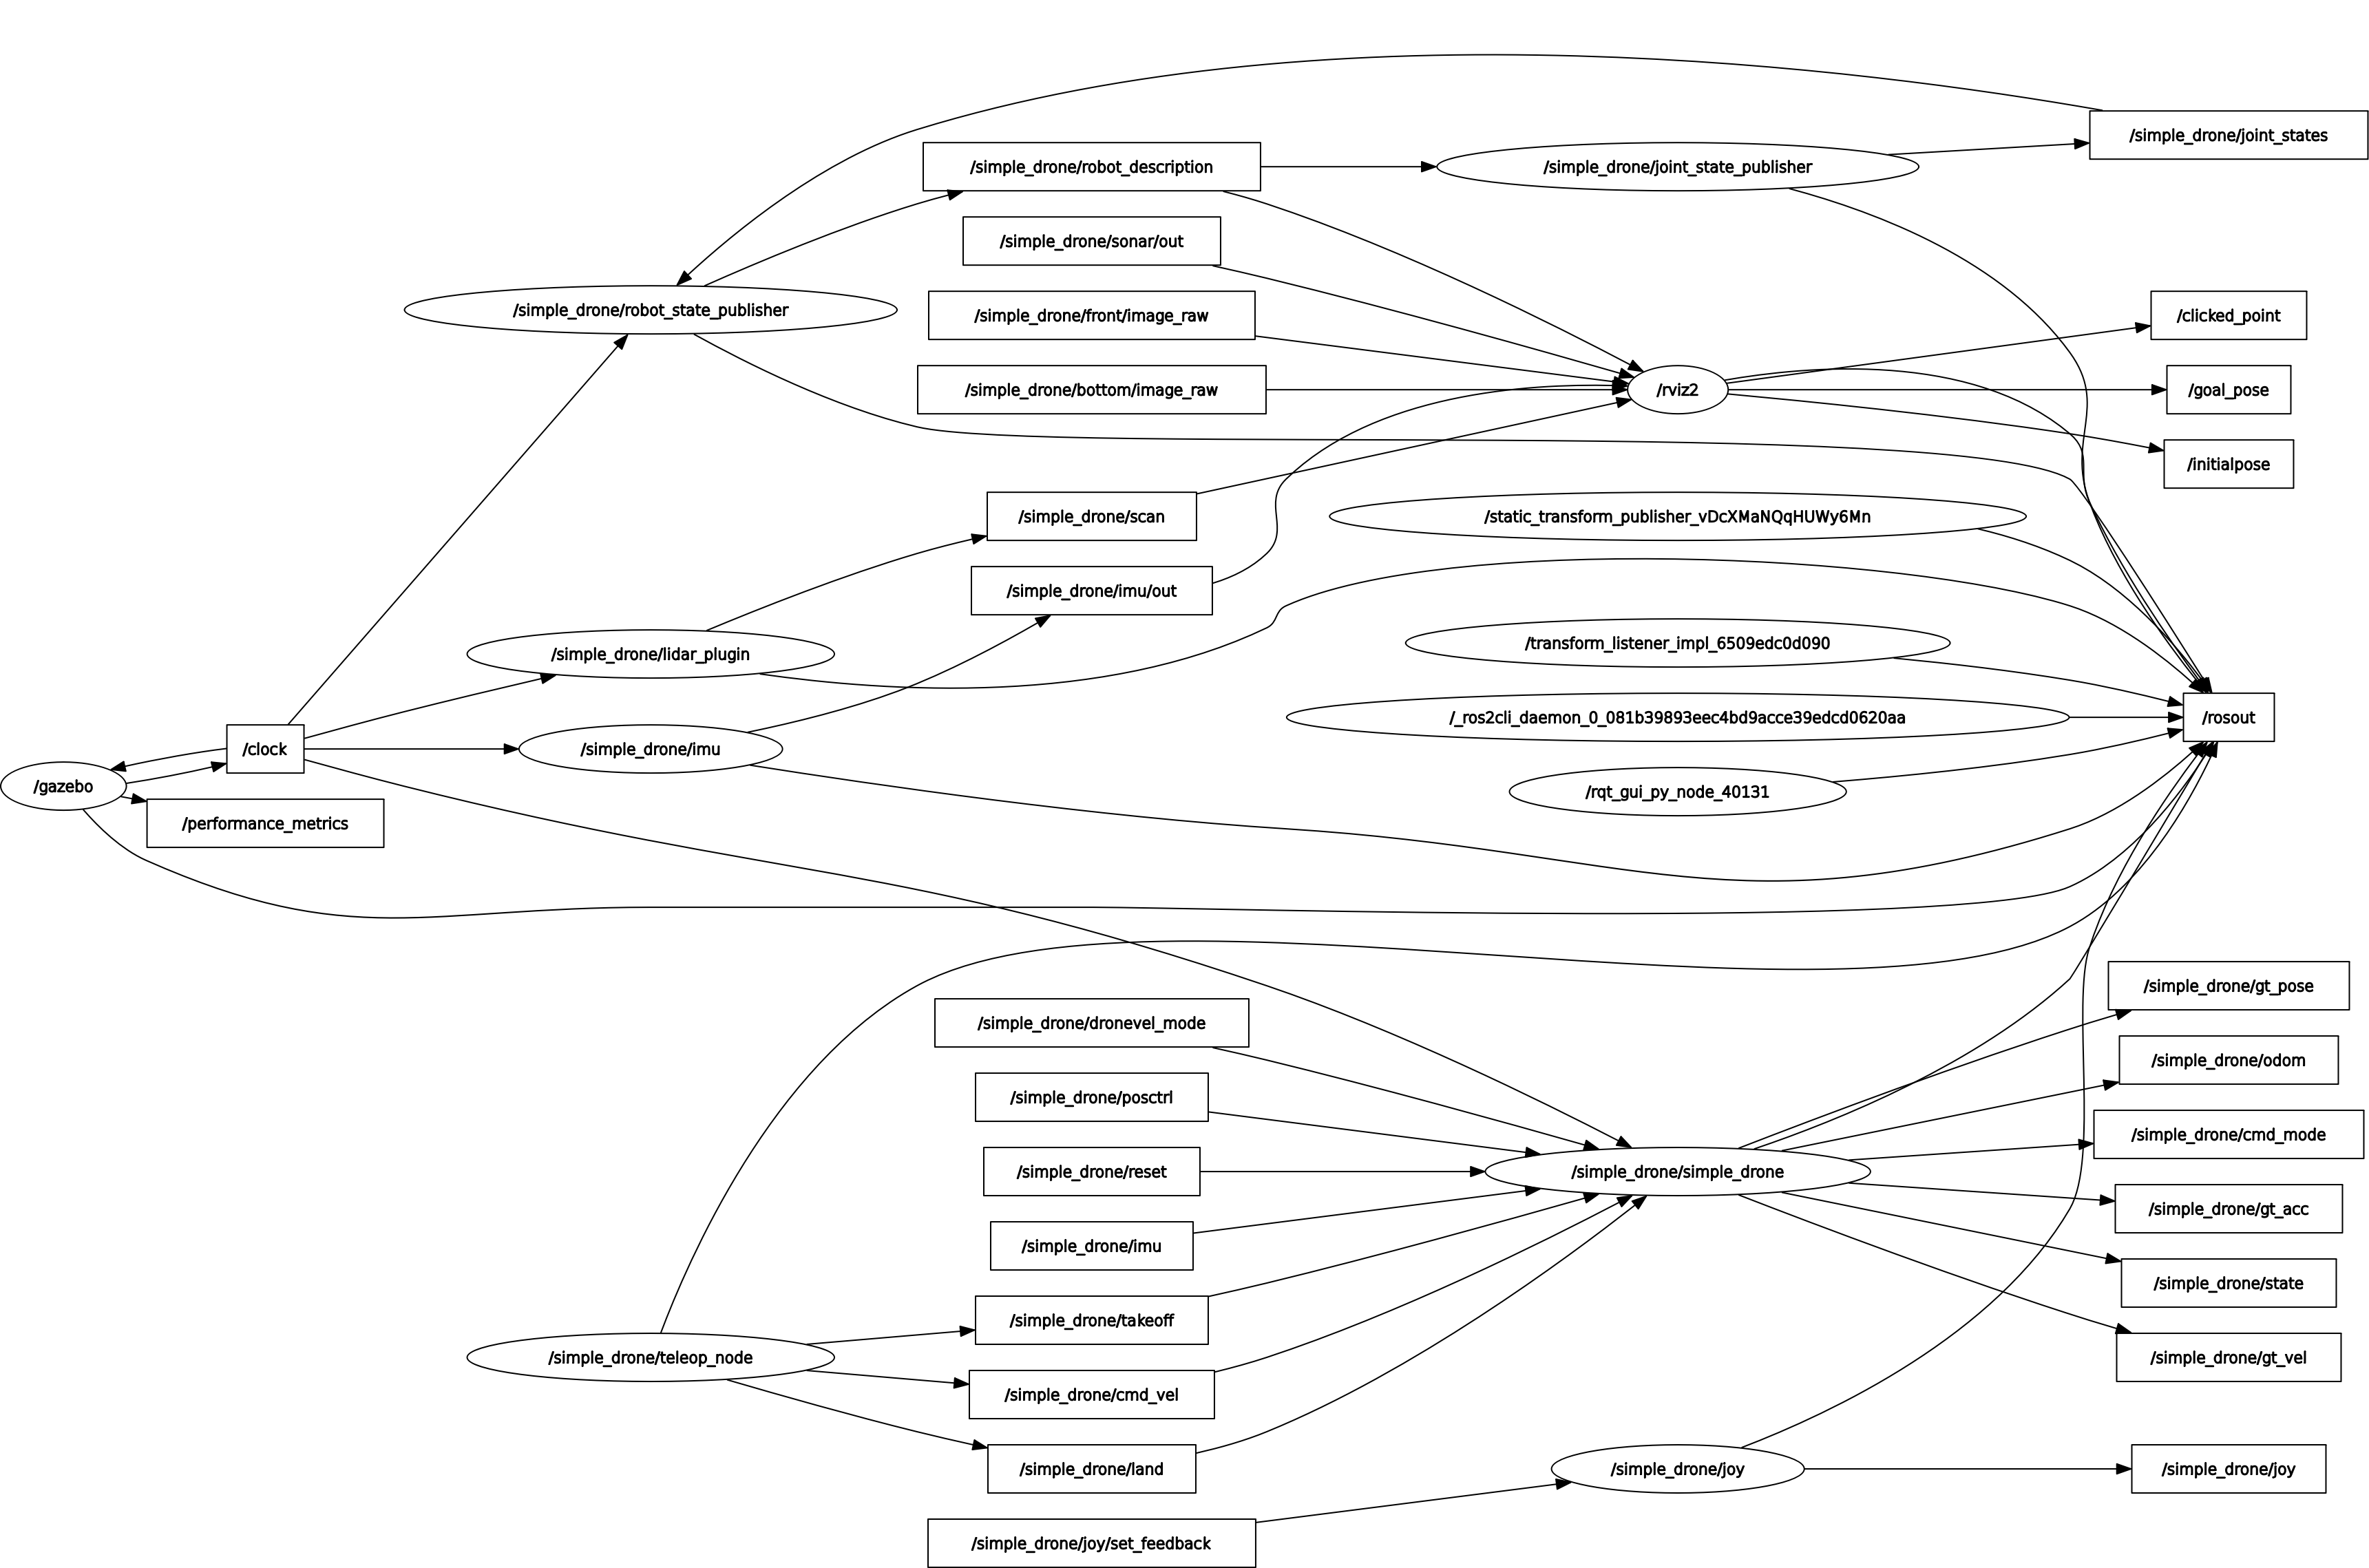 /simple_drone/joint_states
/simple_drone/robot_description
/simple_drone/joint_state_publisher
/simple_drone/sonar/out
/simple_drone/robot_state_publisher
/simple_drone/front/image_raw
/clicked_point
/simple_drone/bottom/image_raw
/rviz2
/goal_pose
/initialpose
/simple_drone/scan
/static_transform_publisher_vDcXMaNQqHUWy6Mn
/simple_drone/imu/out
/transform_listener_impl_6509edc0d090
/simple_drone/lidar_plugin
/_ros2cli_daemon_0_081b39893eec4bd9acce39edcd0620aa
/rosout
/clock
/simple_drone/imu
/gazebo
/rqt_gui_py_node_40131
/performance_metrics
/simple_drone/gt_pose
/simple_drone/dronevel_mode
/simple_drone/odom
/simple_drone/posctrl
/simple_drone/cmd_mode
/simple_drone/reset
/simple_drone/simple_drone
/simple_drone/gt_acc
/simple_drone/imu
/simple_drone/state
/simple_drone/takeoff
/simple_drone/teleop_node
/simple_drone/gt_vel
/simple_drone/cmd_vel
/simple_drone/land
/simple_drone/joy
/simple_drone/joy
/simple_drone/joy/set_feedback